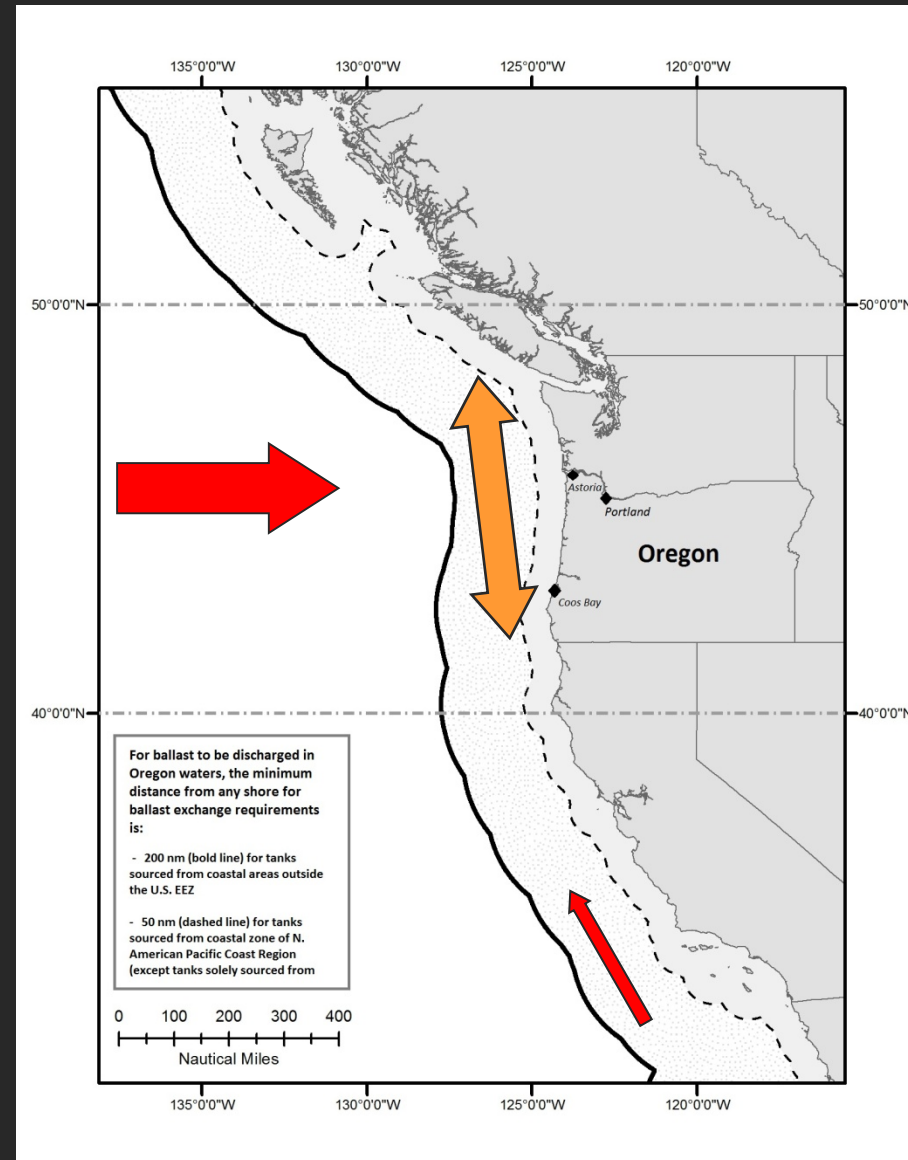 135°0'0"W 130°0'0"W 125°0'0"W 120°0'0"W
50°0'0"N 50°0'0"N
Astoria
Portland
Oregon
Coos Bay
40°0'0"N 40°0'0"N
For ballast to be discharged in
Oregon waters, the minimum
distance from any shore for
ballast exchange requirements
is:
- 200 nm (bold line) for tanks
sourced from coastal areas outside
the U.S. EEZ
- 50 nm (dashed line) for tanks
sourced from coastal zone of N.
American Pacific Coast Region
(except tanks solely sourced from
0 100 200 300 400
Nautical Miles
135°0'0"W 130°0'0"W 125°0'0"W 120°0'0"W